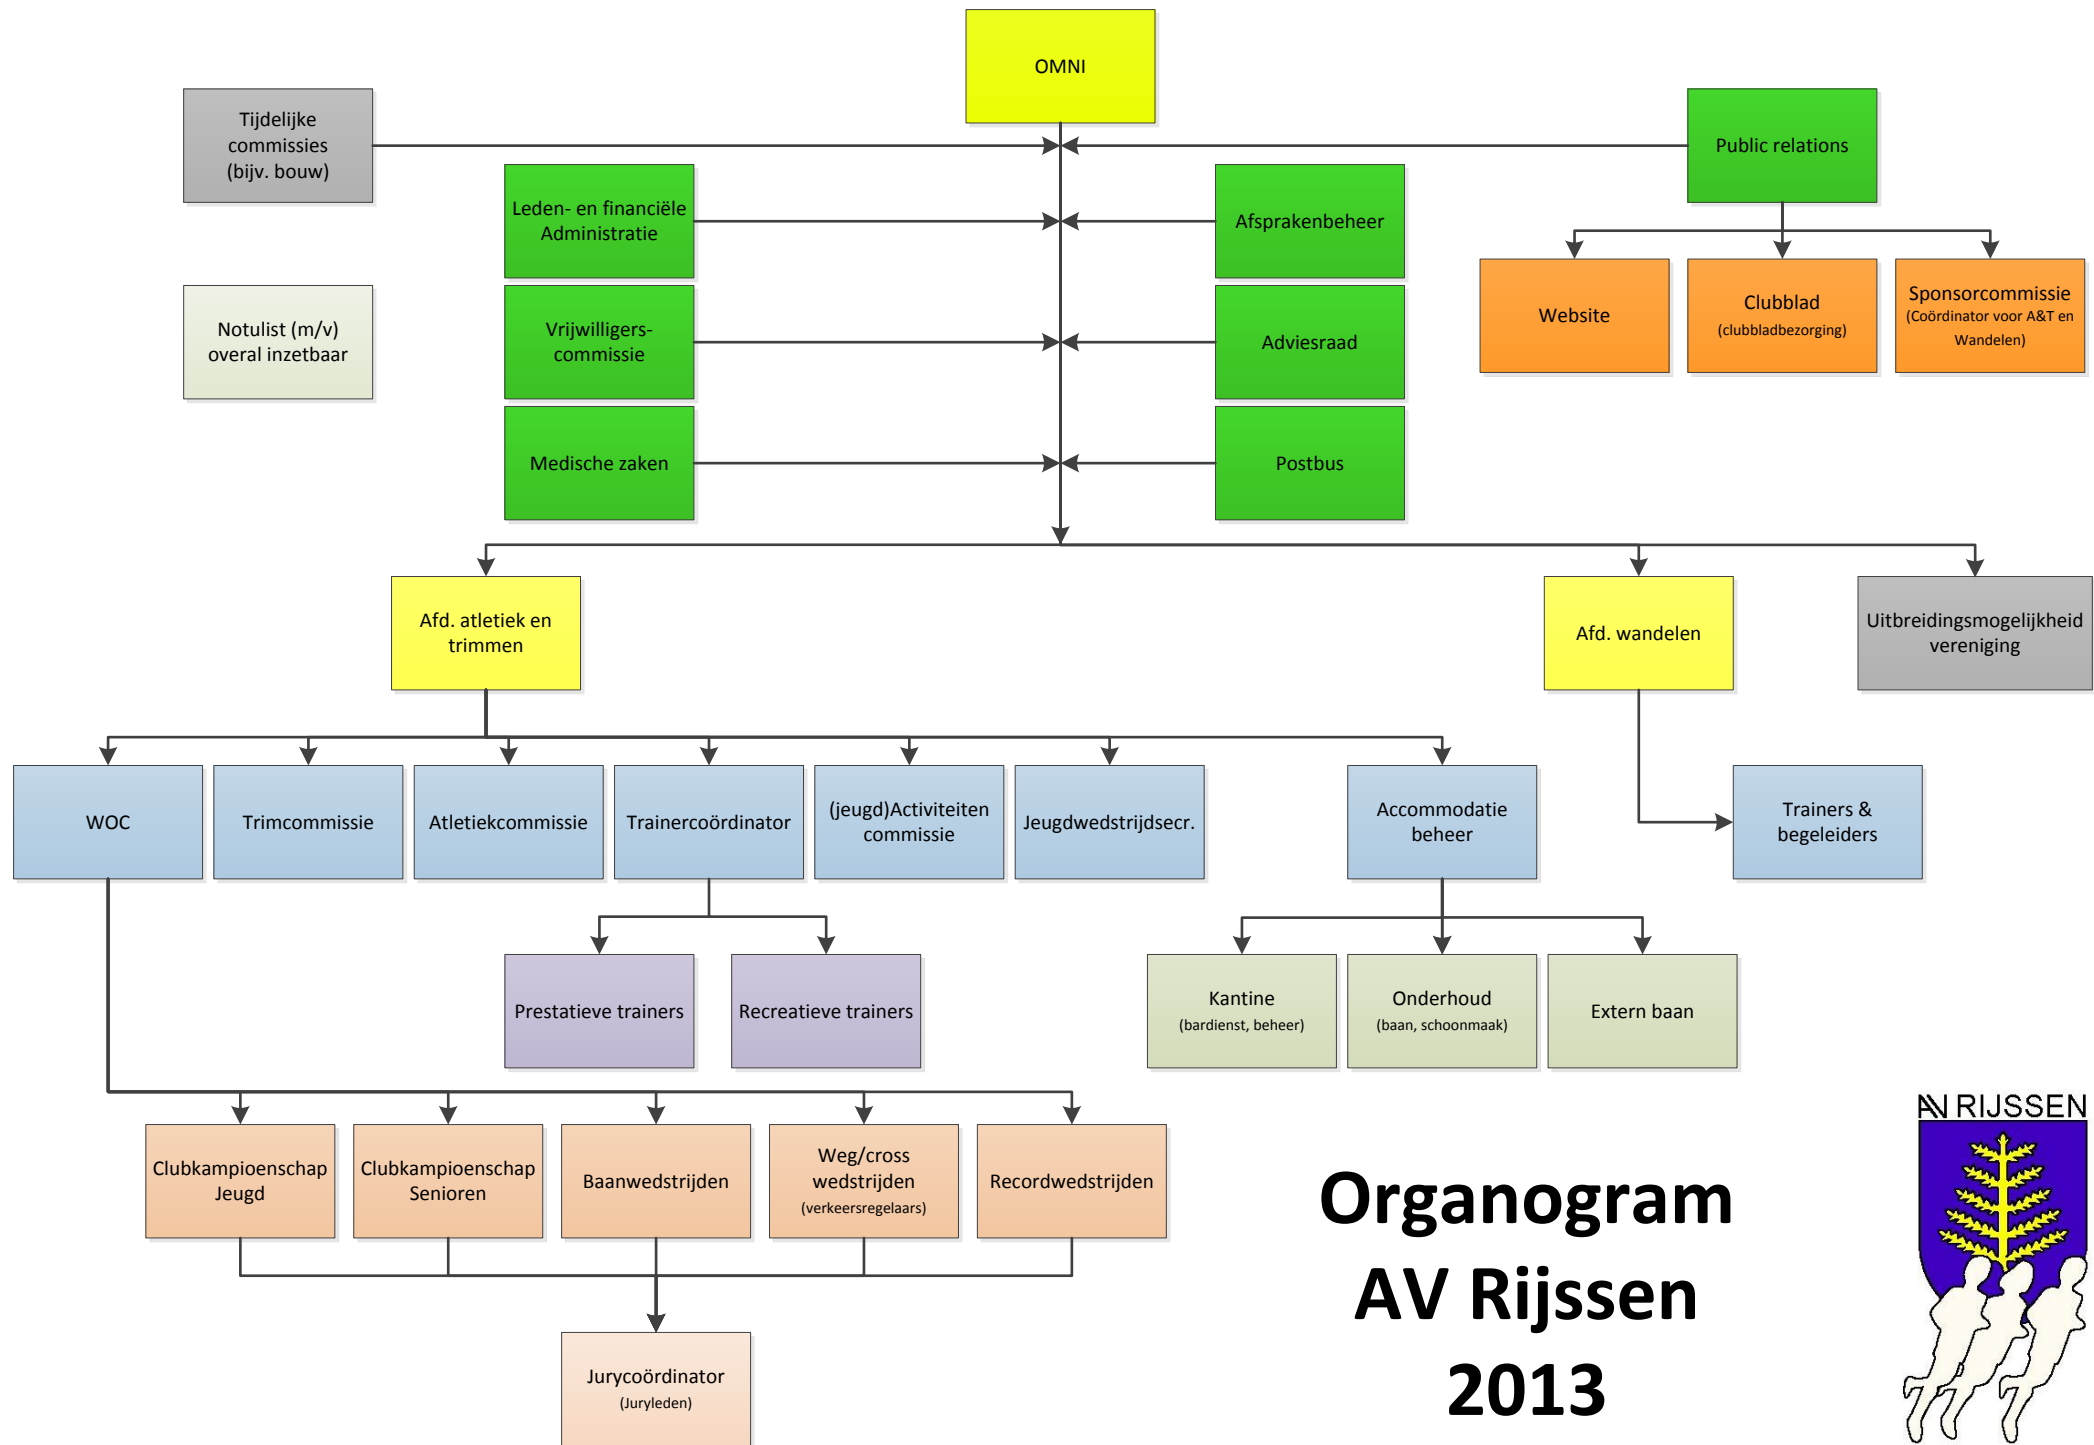 OMNI
Tijdelijke
commissies
(bijv. bouw)
Public relations
Leden- en financiële
Administratie
Afsprakenbeheer
Website
Clubblad
(clubbladbezorging)
Sponsorcommissie
(Coördinator voor A&T en
Wandelen)
Notulist (m/v)
overal inzetbaar
Vrijwilligers-
commissie
Adviesraad
Medische zaken
Postbus
Afd. atletiek en
trimmen
Afd. wandelen
Uitbreidingsmogelijkheid
vereniging
WOC
Trimcommissie
Atletiekcommissie
Trainercoördinator
(jeugd)Activiteiten
commissie
Jeugdwedstrijdsecr.
Accommodatie
beheer
Trainers &
begeleiders
Prestatieve trainers
Recreatieve trainers
Kantine
(bardienst, beheer)
Onderhoud
(baan, schoonmaak)
Extern baan
Clubkampioenschap
Jeugd
Clubkampioenschap
Senioren
Baanwedstrijden
Weg/cross
wedstrijden
(verkeersregelaars)
Recordwedstrijden
Jurycoördinator
(Juryleden)
Organogram
AV Rijssen
2013
AV RIJSSEN